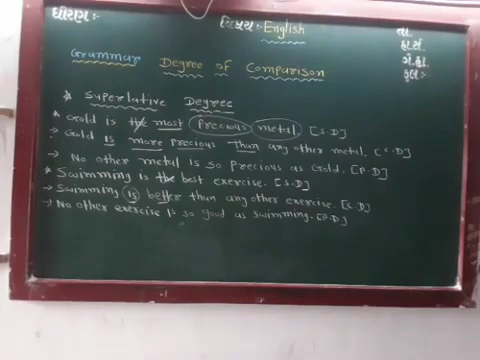 ધોરણ:-
વિષય:- English
તા.
હાસં.
ગે.હા.
કુલ:-
Grammar Degree of Comparison
* Superlative Degree
* Gold is the most Precious metal [S.D]
→ Gold is more Precious than any other metal. [C.D]
→ No other metal is so Precious as Gold. [P.D]
* Swimming is the best exercise. [S.D]
→ Swimming is better than any other exercise. [C.D]
→ No other exercise is so good as swimming. [P.D]